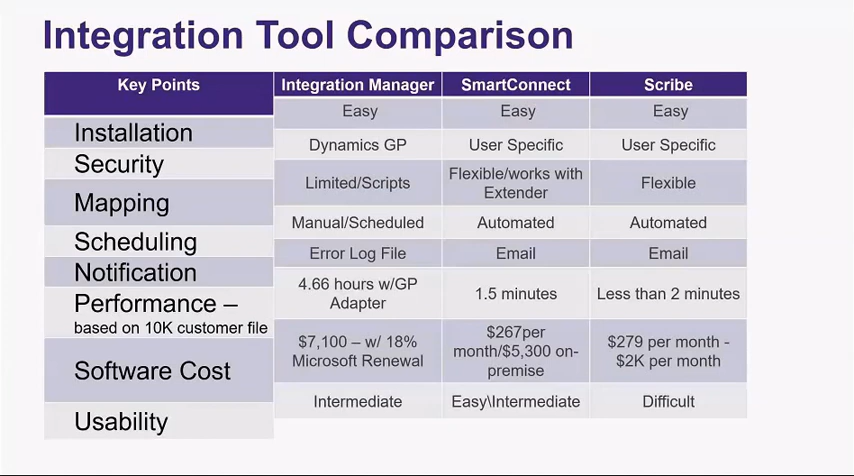 Integration Tool Comparison
Key Points
Integration Manager
SmartConnect
Scribe
Installation
Easy
Easy
Easy
Security
Dynamics GP
User Specific
User Specific
Mapping
Limited/Scripts
Flexible/works with
Extender
Flexible
Scheduling
Manual/Scheduled
Automated
Automated
Notification
Error Log File
Email
Email
Performance –
based on 10K customer file
4.66 hours w/GP
Adapter
1.5 minutes
Less than 2 minutes
Software Cost
$7,100 – w/ 18%
Microsoft Renewal
$267per
month/$5,300 on-
premise
$279 per month -
$2K per month
Usability
Intermediate
Easy\Intermediate
Difficult